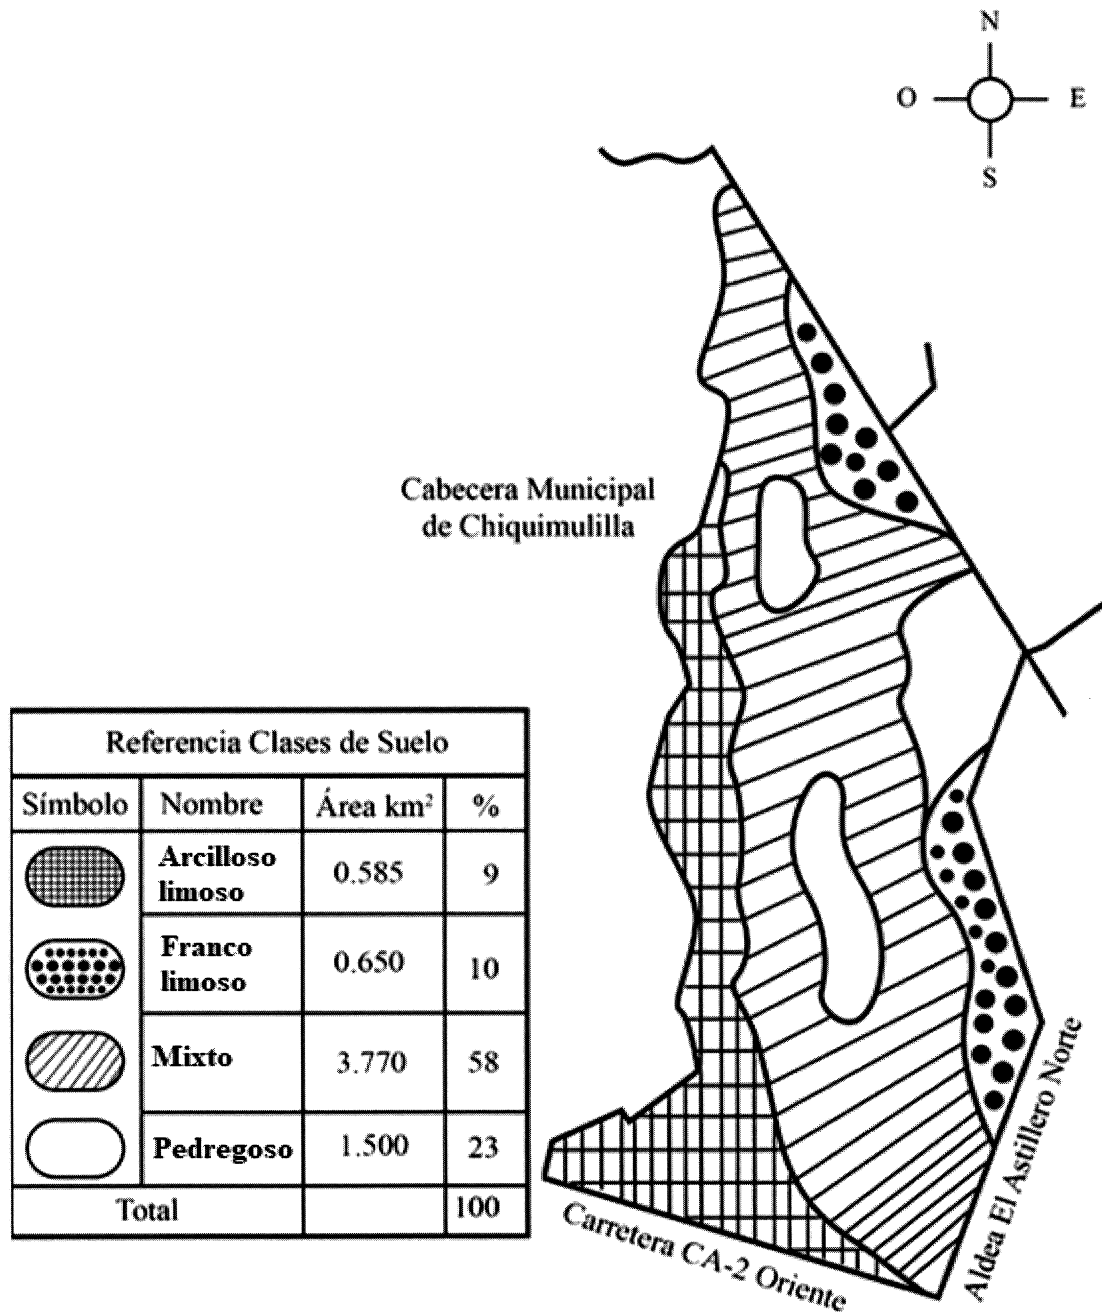 N
O E
S
Cabecera Municipal
de Chiquimulilla
Referencia Clases de Suelo
Símbolo Nombre Área km² %
Arcilloso
limoso 0.585 9
Franco
limoso 0.650 10
Mixto 3.770 58
Pedregoso 1.500 23
Total 100
Carretera CA-2 Oriente
Aldea El Astillero Norte